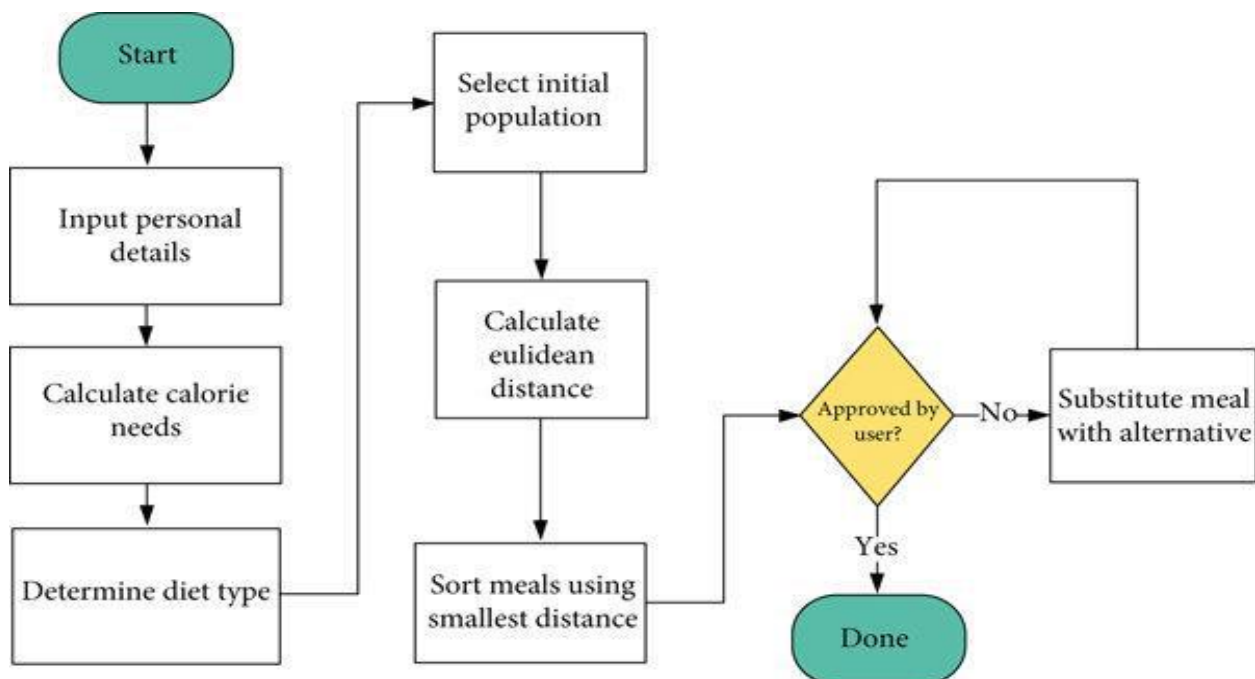 Start
Input personal
details
Calculate calorie
needs
Determine diet type
Select initial
population
Calculate
eulidean
distance
Sort meals using
smallest distance
Approved by
user?
No
Substitute meal
with alternative
Yes
Done